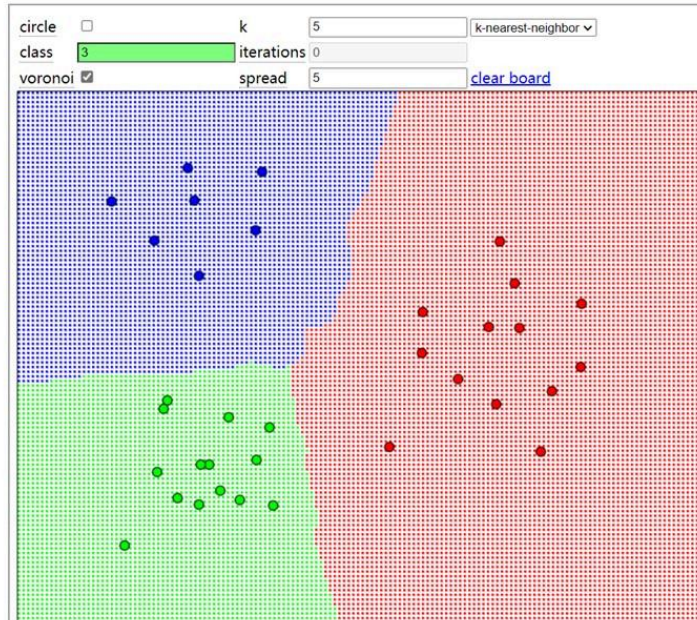 circle k 5 k-nearest-neighbor
class 3 iterations 0
voronoi spread 5 clear board